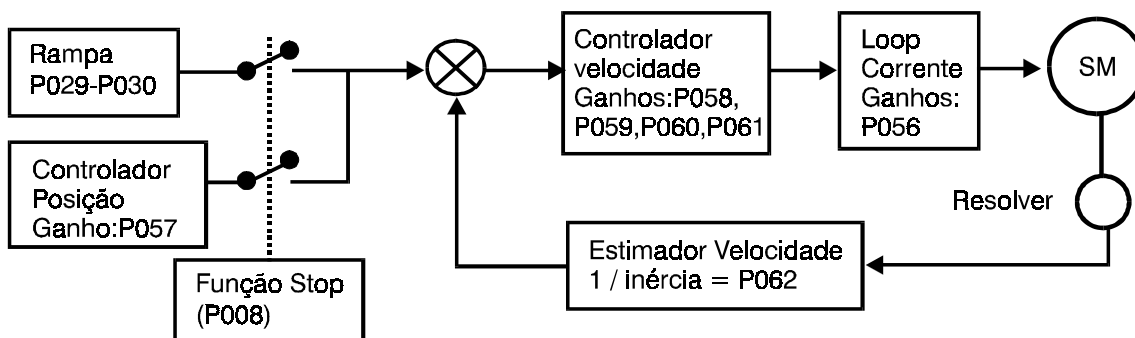 Rampa
P029-P030
Controlador
Posição
Ganho:P057
Função Stop
(P008)
Controlador
velocidade
Ganhos:P058,
P059,P060,P061
Loop
Corrente
Ganhos:
P056
SM
Resolver
Estimador Velocidade
1 / inércia = P062